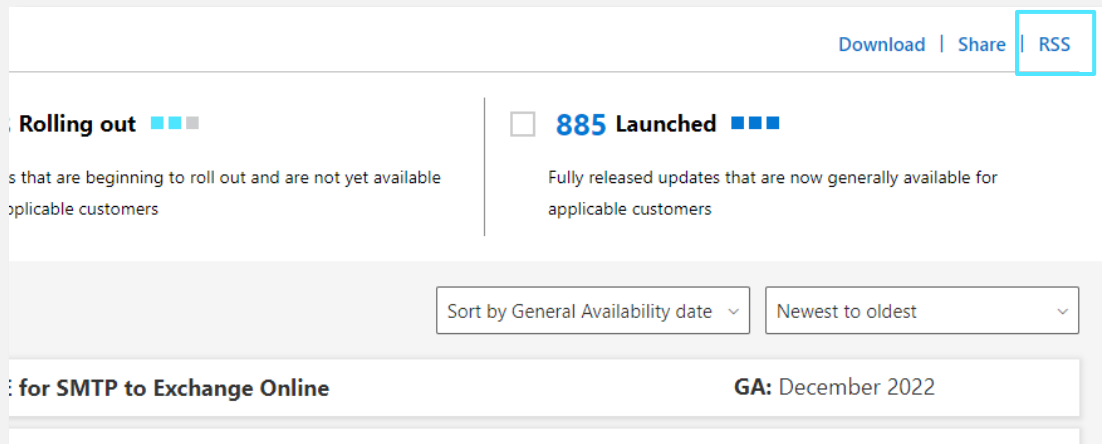 Download | Share | RSS
Rolling out
885 Launched
s that are beginning to roll out and are not yet available
Fully released updates that are now generally available for
pplicable customers
applicable customers
Sort by General Availability date
Newest to oldest
for SMTP to Exchange Online
GA: December 2022